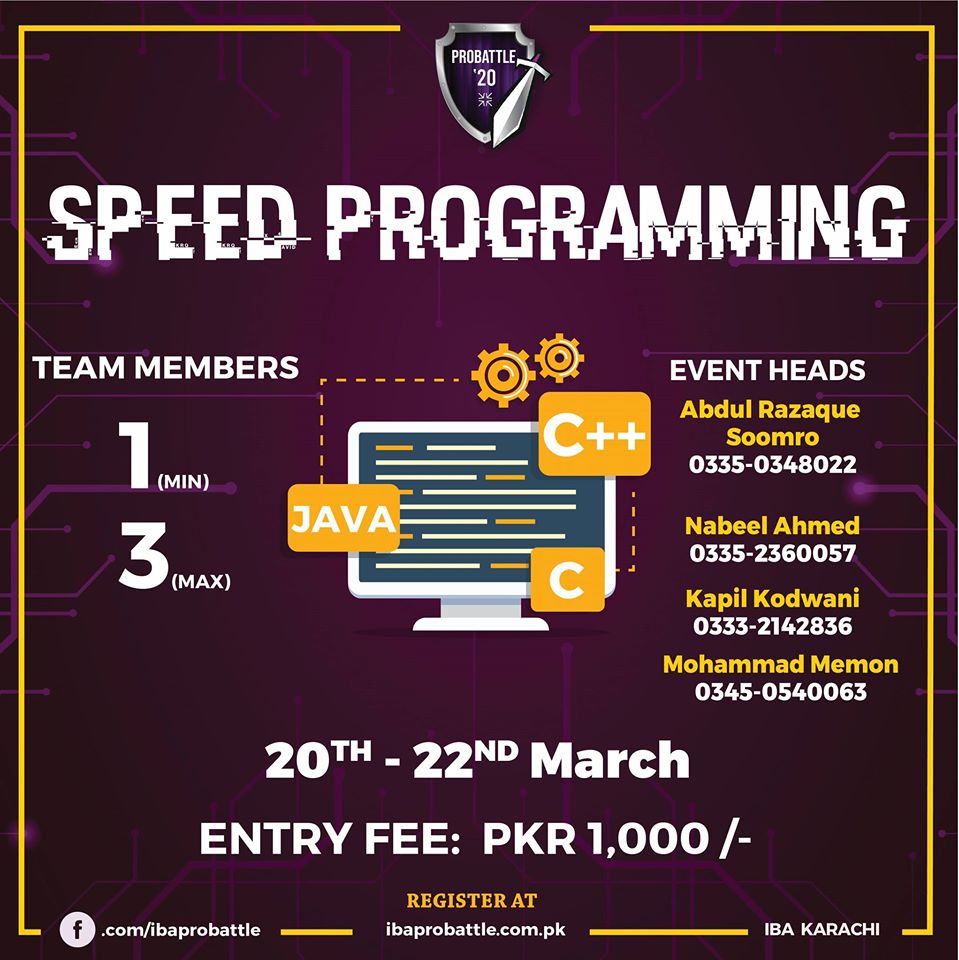 PROBATTLE
'20
SPEED PROGRAMMING
TEAM MEMBERS
1 (MIN)
3 (MAX)
C++
JAVA
C
EVENT HEADS
Abdul Razaque
Soomro
0335-0348022
Nabeel Ahmed
0335-2360057
Kapil Kodwani
0333-2142836
Mohammad Memon
0345-0540063
20TH - 22ND March
ENTRY FEE: PKR 1,000 /-
REGISTER AT
f .com/ibaprobattle
ibaprobattle.com.pk
IBA KARACHI